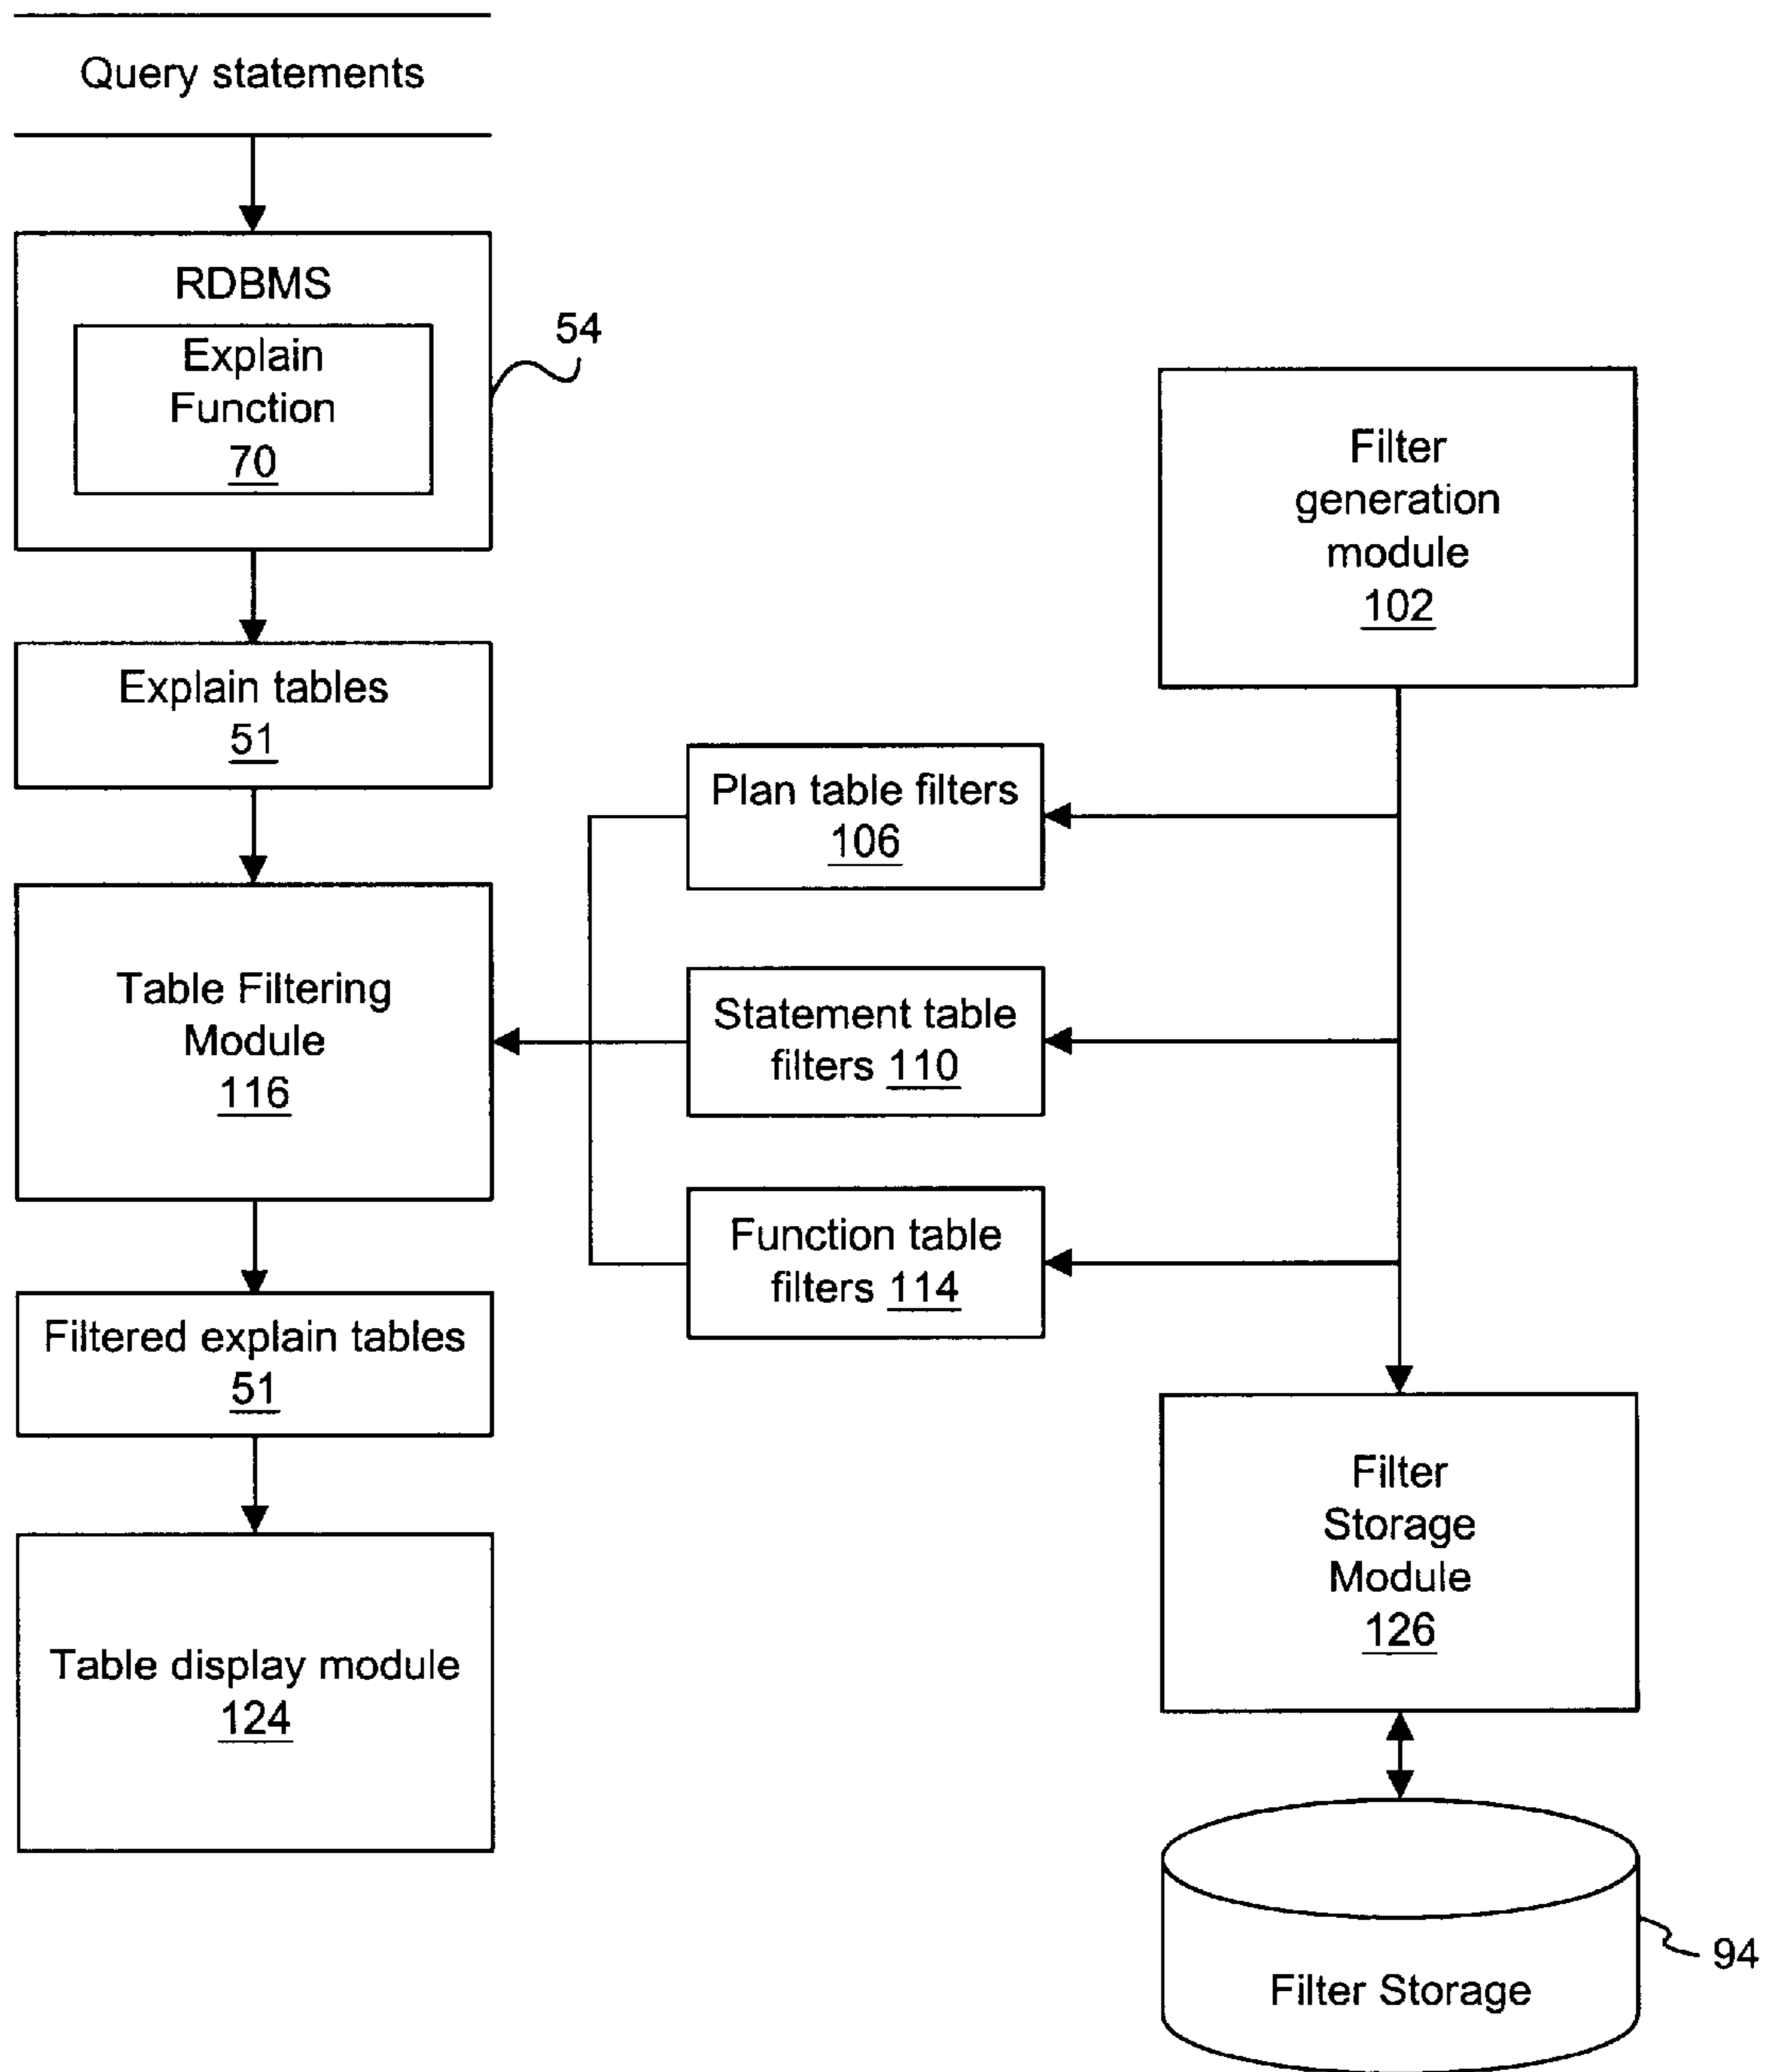 Query statements
RDBMS
Explain
Function
70
54
Explain tables
51
Filter
generation
module
102
Plan table filters
106
Table Filtering
Module
116
Statement table
filters 110
Function table
filters 114
Filtered explain tables
51
Filter
Storage
Module
126
Table display module
124
94
Filter Storage